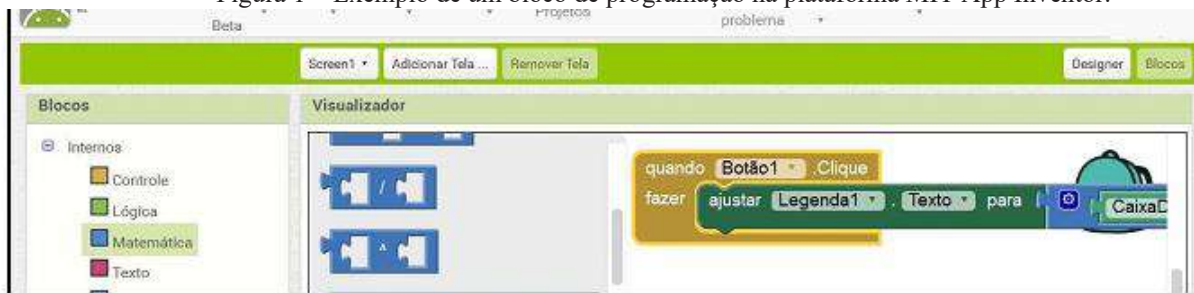 Figura 1 – Exemplo de um bloco de programação na plataforma MIT App Inventor.
Beta Projetos problema
Screen1 Adicionar Tela ... Remover Tela Designer Blocos
Blocos Visualizador
Internos
Controle
Lógica
Matemática
Texto
/
^
quando Botão1 .Clique
fazer ajustar Legenda1 . Texto para CaixaD